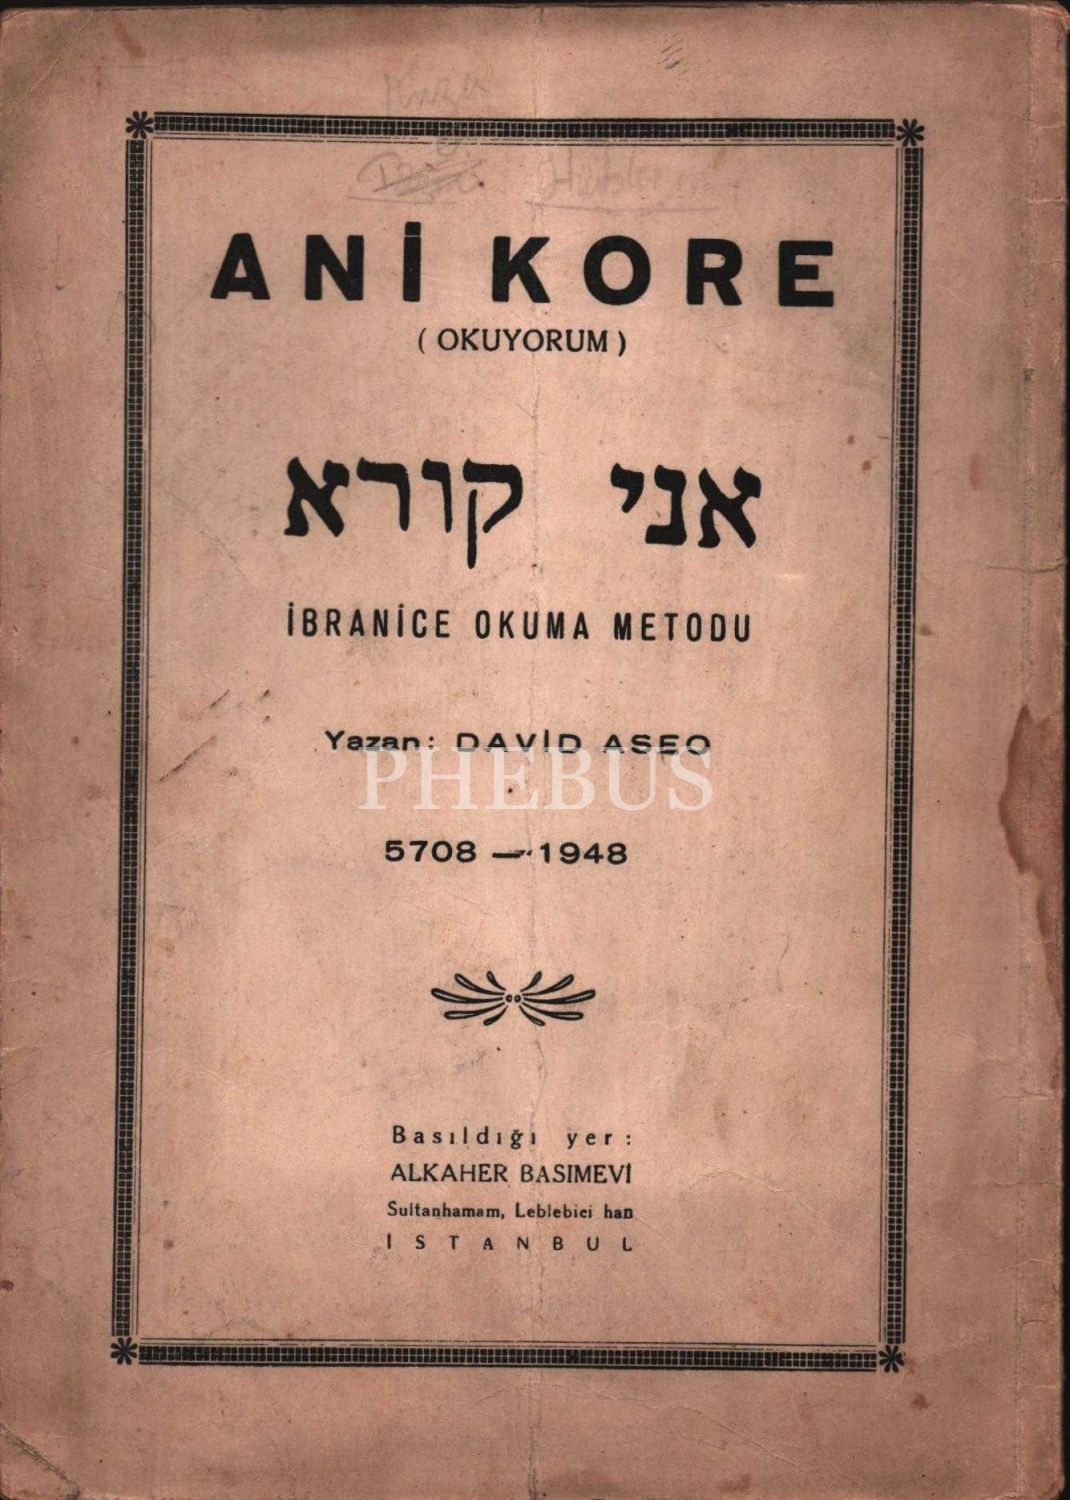 ANİ KORE
( OKUYORUM )
אני קורא
İBRANİCE OKUMA METODU
Yazan: DAVİD ASEO
PHEBUS
5708 — 1948
Basıldığı yer :
ALKAHER BASIMEVİ
Sultanhamam, Leblebici han
İSTANBUL